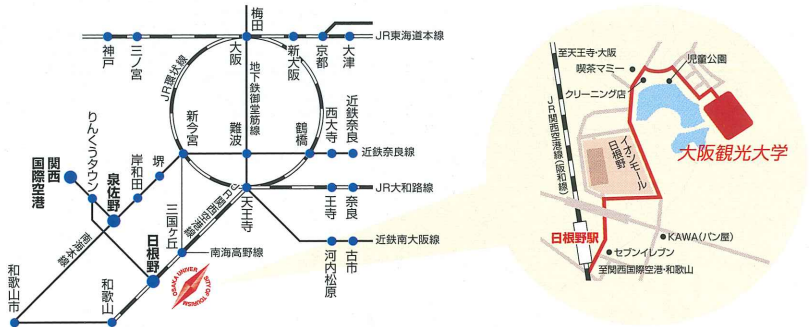 梅田
JR東海道本線
神戸
三ノ宮
大阪
新大阪
京都
大津
JR環状線
地下鉄御堂筋線
新今宮
難波
鶴橋
西大寺
近鉄奈良
近鉄奈良線
りんくうタウン
関西
国際空港
岸和田
堺
泉佐野
三国ヶ丘
JR関西空港線
天王寺
王寺
奈良
JR大和路線
南海本線
日根野
南海高野線
近鉄南大阪線
河内松原
古市
和歌山市
和歌山
OSAKA UNIVERSITY OF TOURISM
至天王寺・大阪
喫茶マミー
児童公園
クリーニング店
JR関西空港線(阪和線)
イオンモール
日根野
大阪観光大学
日根野駅
KAWA(パン屋)
セブンイレブン
至関西国際空港・和歌山